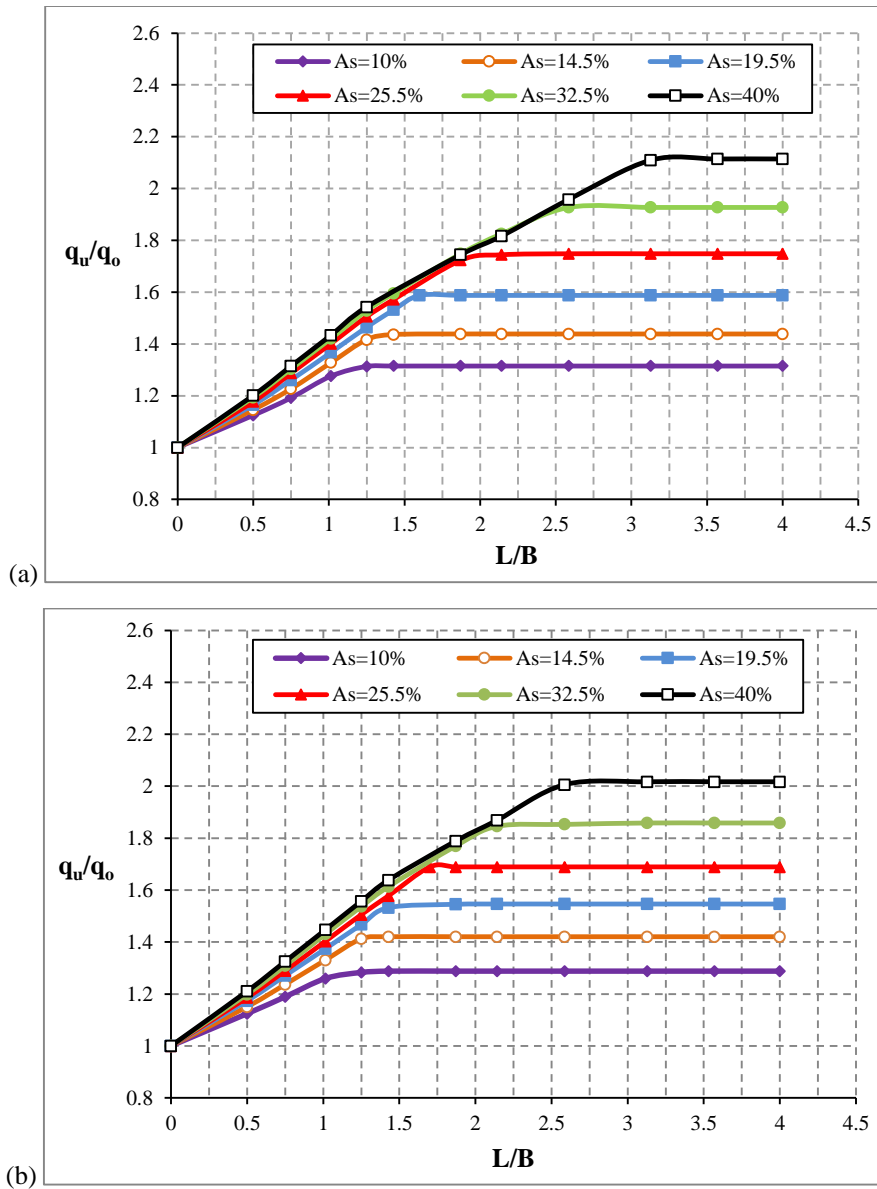 2.6
2.4
2.2
2
1.8
1.6
1.4
1.2
1
0.8
qu/qo
As=10% As=14.5% As=19.5%
As=25.5% As=32.5% As=40%
0 0.5 1 1.5 2 2.5 3 3.5 4 4.5
L/B
(a)
2.6
2.4
2.2
2
1.8
1.6
1.4
1.2
1
0.8
qu/qo
As=10% As=14.5% As=19.5%
As=25.5% As=32.5% As=40%
0 0.5 1 1.5 2 2.5 3 3.5 4 4.5
L/B
(b)